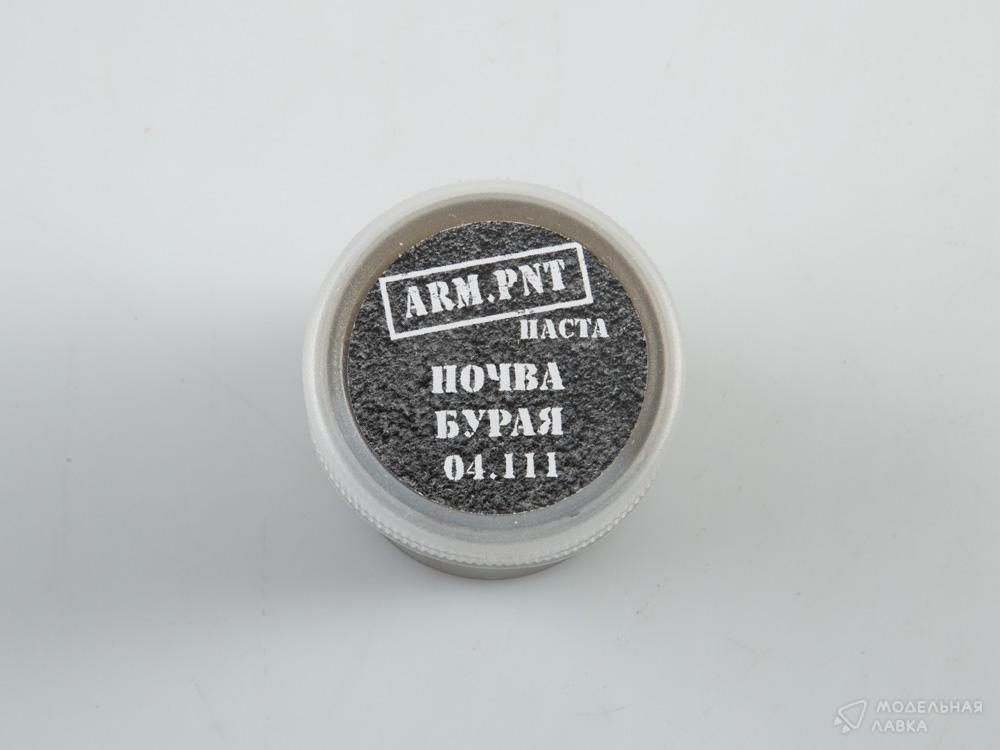 ARM.PNT
ПАСТА
ПОЧВА
БУРАЯ
04.111
МОДЕЛЬНАЯ
ЛАВКА